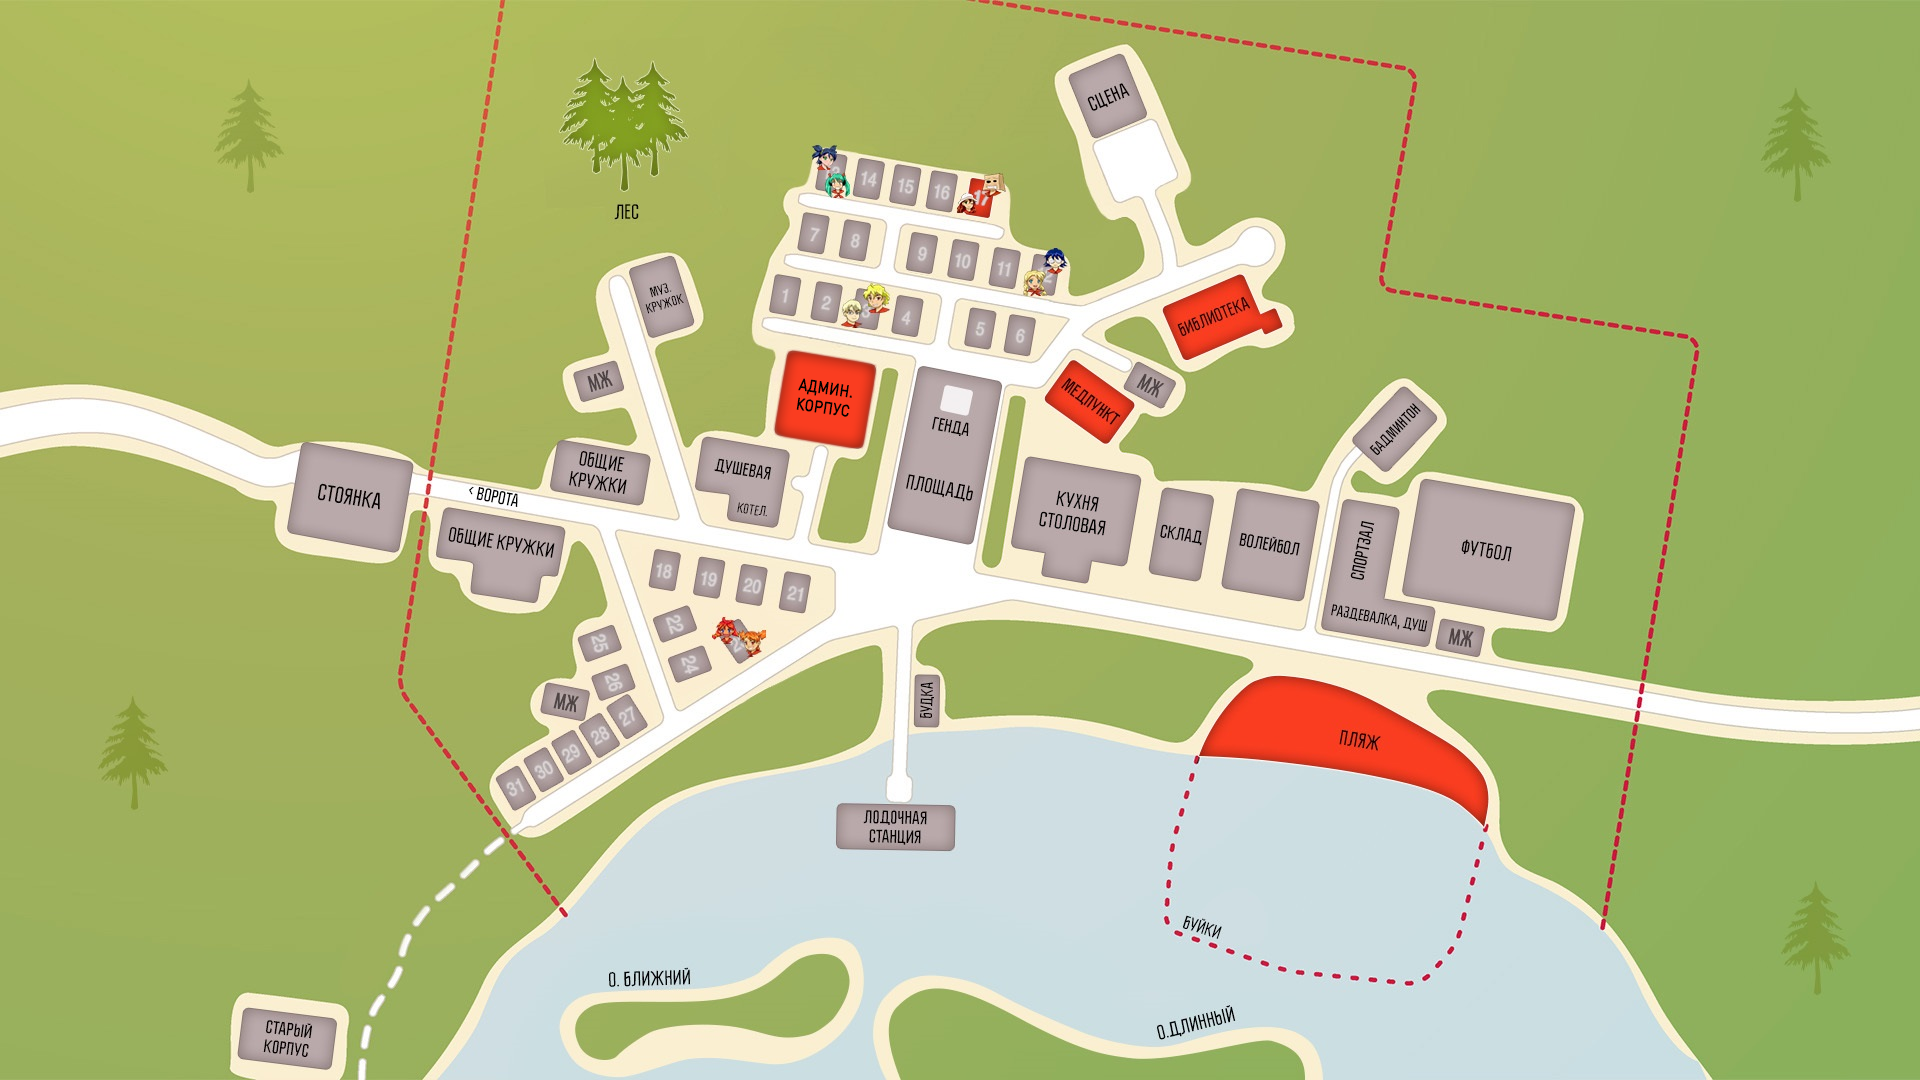 СЦЕНА
ЛЕС
14
15
16
17
7
8
9
10
11
МУЗ.
КРУЖОК
1
2
3
4
5
6
БИБЛИОТЕКА
МЖ
АДМИН.
КОРПУС
ГЕНДА
ПЛОЩАДЬ
МЕДПУНКТ
МЖ
БАДМИНТОН
СТОЯНКА
< ВОРОТА
ОБЩИЕ
КРУЖКИ
ДУШЕВАЯ
КОТЕЛ.
КУХНЯ
СТОЛОВАЯ
СКЛАД
ВОЛЕЙБОЛ
СПОРТЗАЛ
РАЗДЕВАЛКА, ДУШ
ФУТБОЛ
МЖ
ОБЩИЕ КРУЖКИ
18
19
20
21
22
24
25
26
МЖ
27
28
29
30
31
БУДКА
ПЛЯЖ
ЛОДОЧНАЯ
СТАНЦИЯ
БУЙКИ
О. БЛИЖНИЙ
О.ДЛИННЫЙ
СТАРЫЙ
КОРПУС